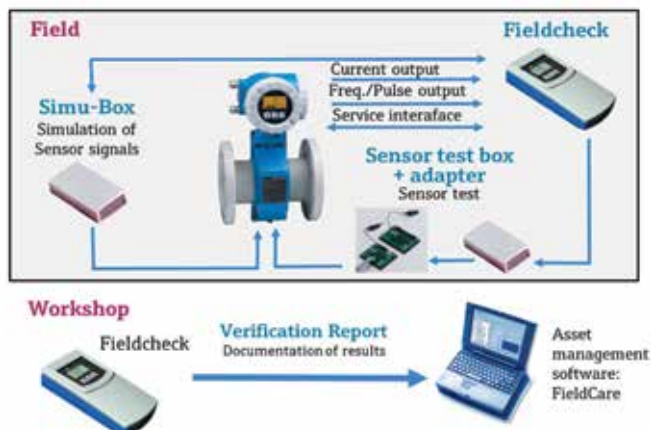 Field
Fieldcheck
Current output
Freq./Pulse output
Service interaface
Simu-Box
Simulation of
Sensor signals
Sensor test box
+ adapter
Sensor test
Workshop
Fieldcheck
Verification Report
Documentation of results
Asset
management
software:
FieldCare